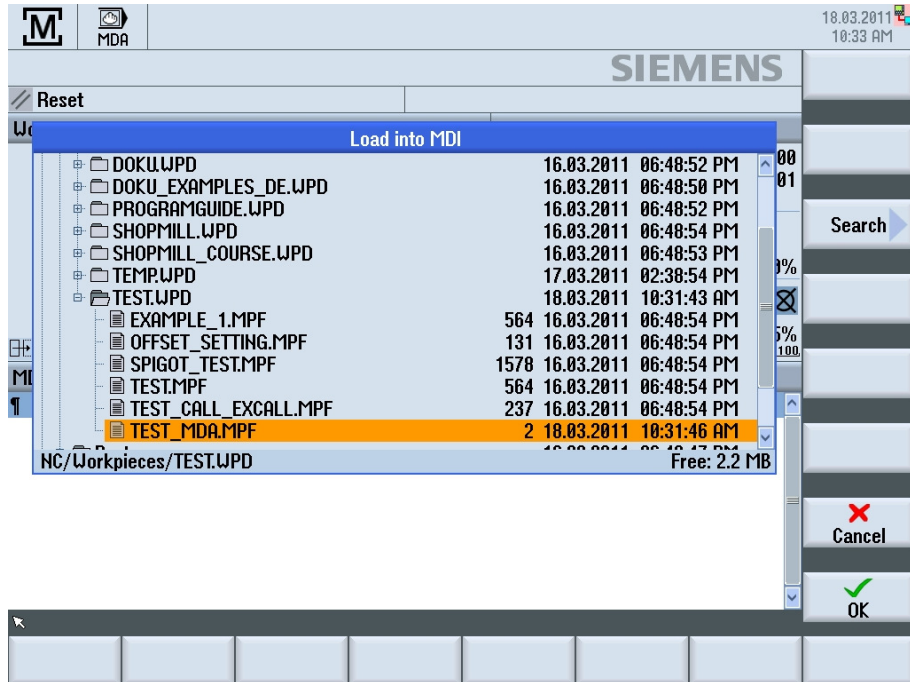 M
MDA
18.03.2011
10:33 AM
SIEMENS
Reset
Load into MDI
DOKU.WPD 16.03.2011 06:48:52 PM
DOKU_EXAMPLES_DE.WPD 16.03.2011 06:48:50 PM
PROGRAMGUIDE.WPD 16.03.2011 06:48:52 PM
SHOPMILL.WPD 16.03.2011 06:48:54 PM
SHOPMILL_COURSE.WPD 16.03.2011 06:48:53 PM
TEMP.WPD 17.03.2011 02:38:54 PM
TEST.WPD 18.03.2011 10:31:43 AM
EXAMPLE_1.MPF 564 16.03.2011 06:48:54 PM
OFFSET_SETTING.MPF 131 16.03.2011 06:48:54 PM
SPIGOT_TEST.MPF 1578 16.03.2011 06:48:54 PM
TEST.MPF 564 16.03.2011 06:48:54 PM
TEST_CALL_EXCALL.MPF 237 16.03.2011 06:48:54 PM
TEST_MDA.MPF 2 18.03.2011 10:31:46 AM
NC/Workpieces/TEST.WPD Free: 2.2 MB
Search
Cancel
OK